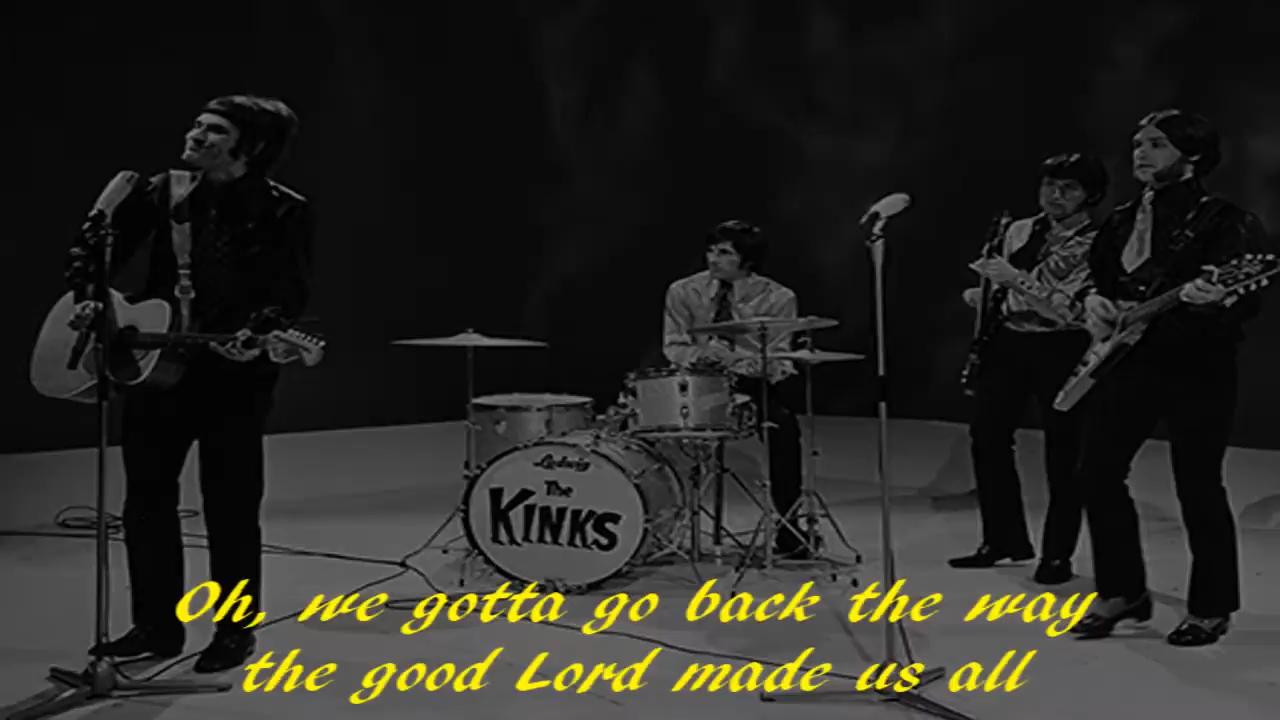 Ludwig
The
KINKS
Oh, we gotta go back the way
the good Lord made us all